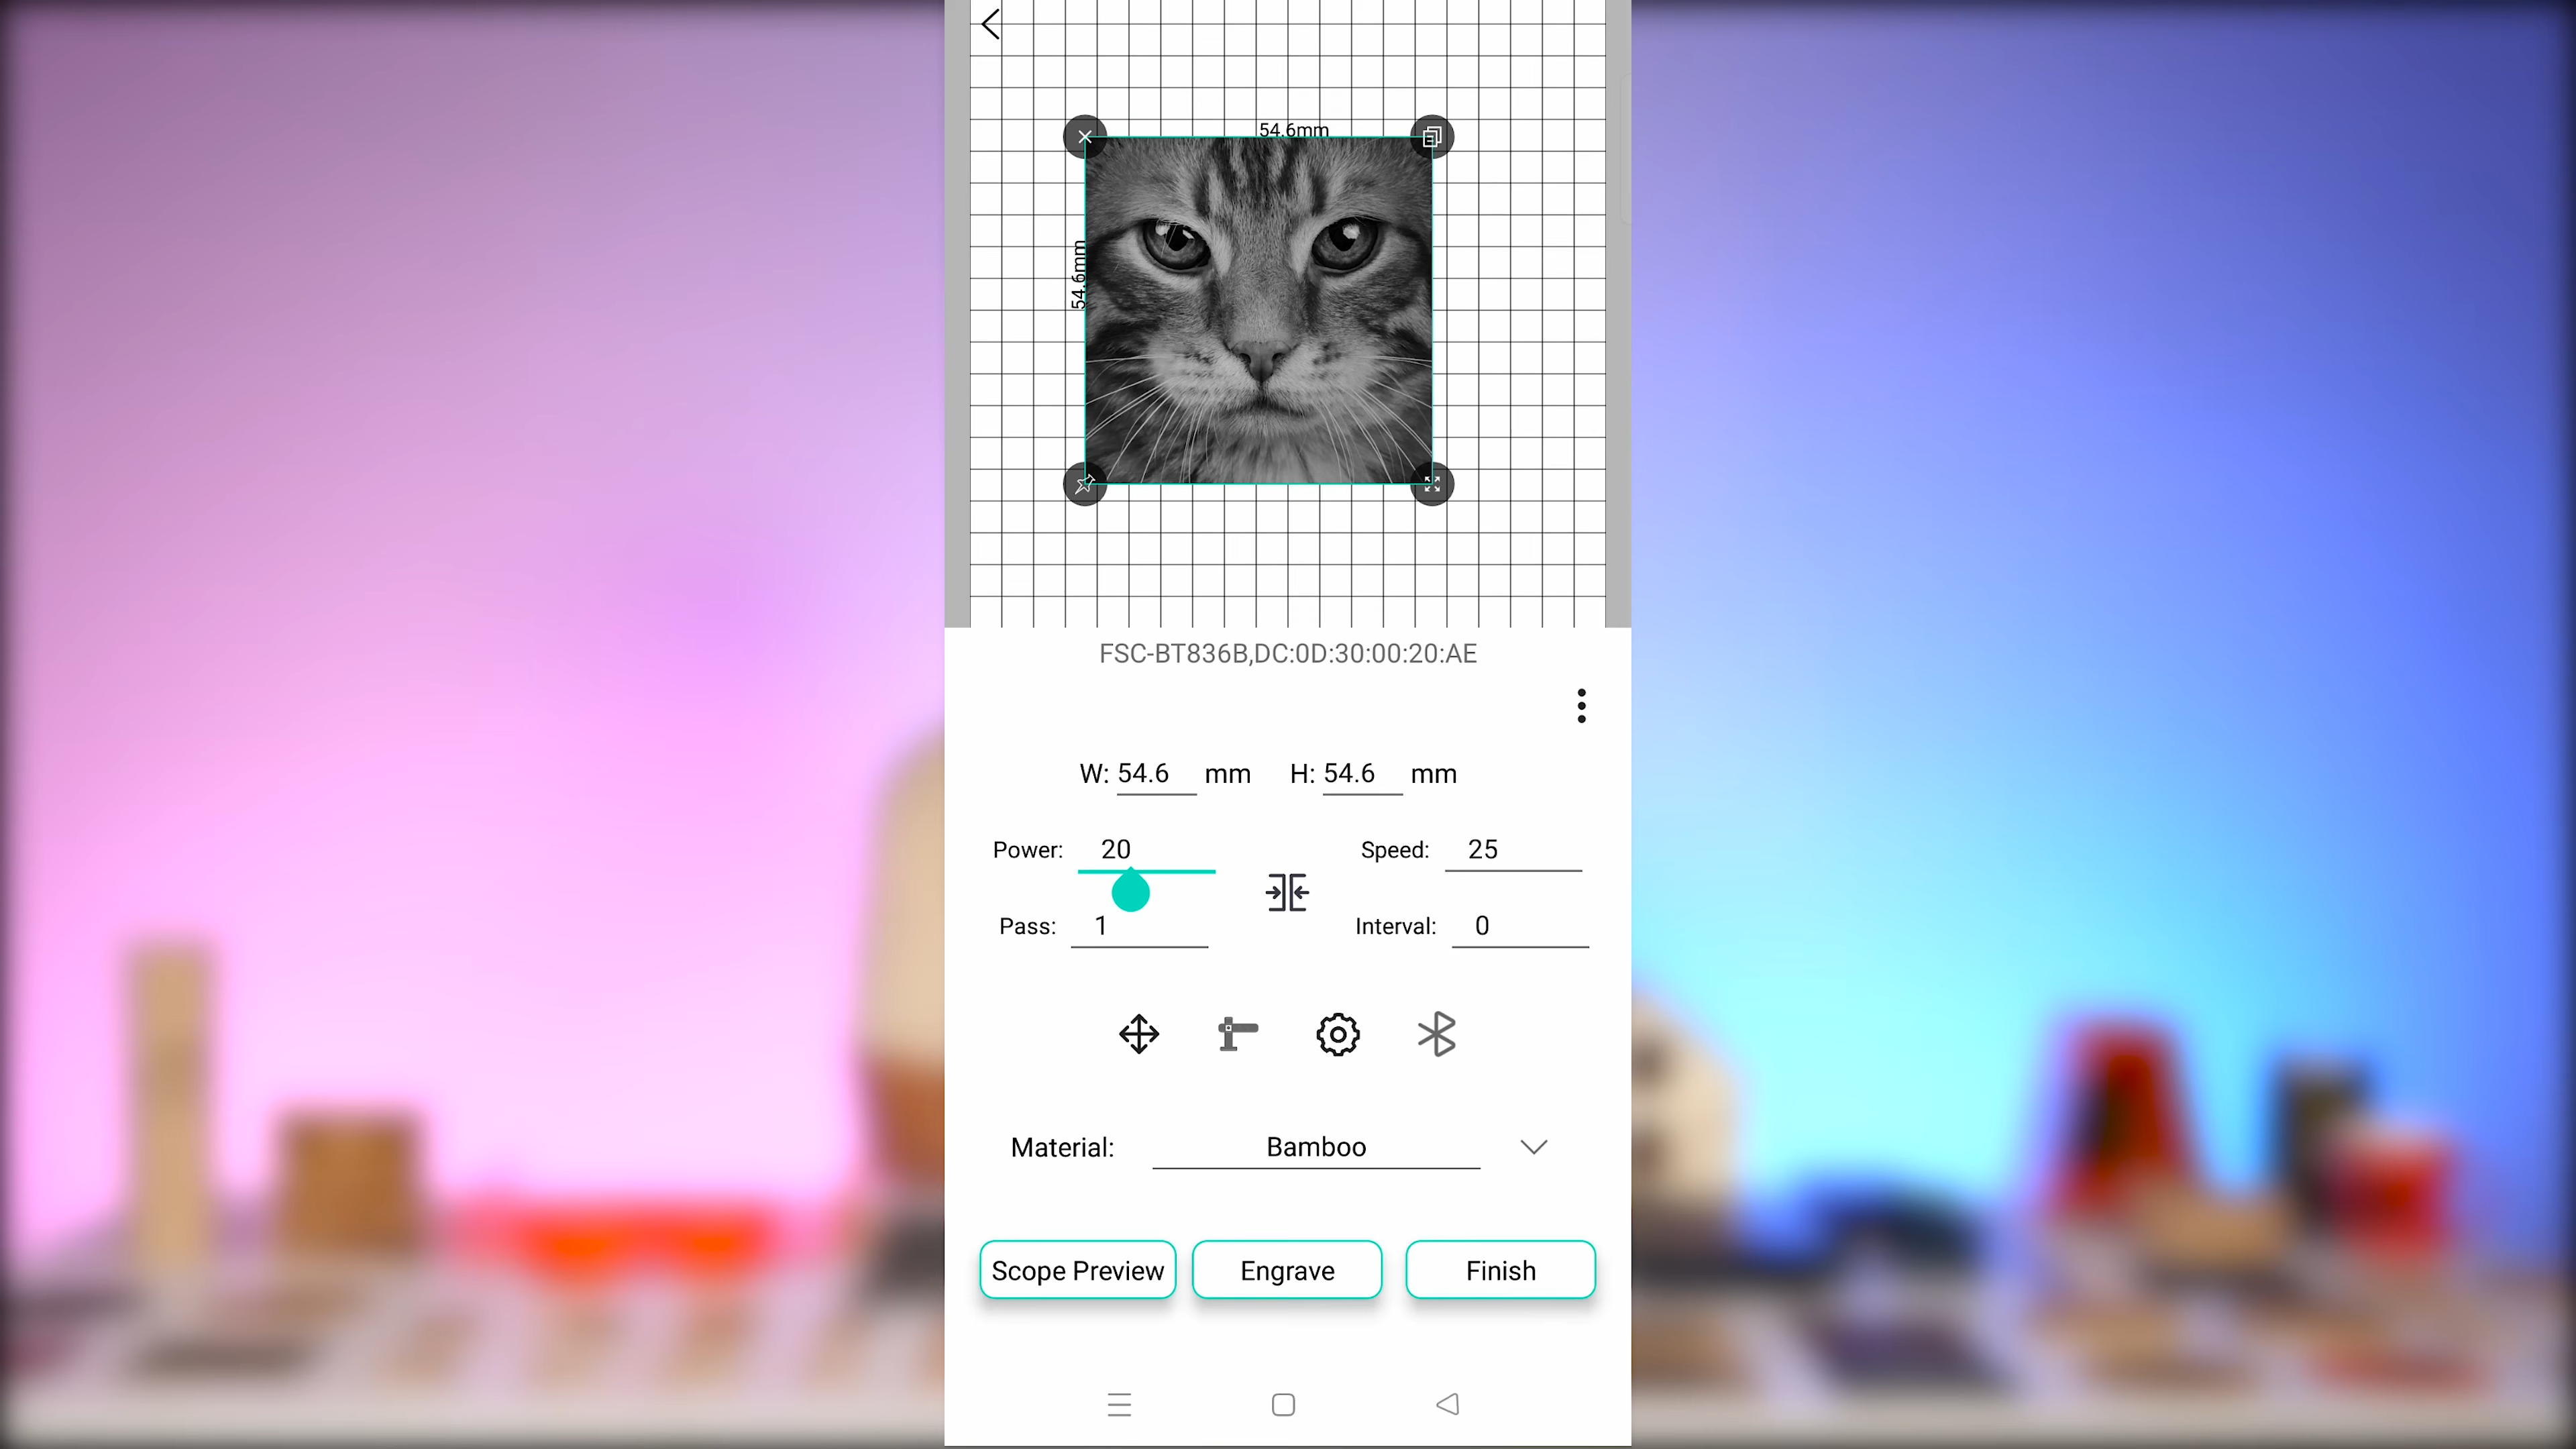 54.6mm
54.6mm
FSC-BT836B,DC:0D:30:00:20:AE
W: 54.6 mm H: 54.6 mm
Power: 20 Speed: 25
Pass: 1 Interval: 0
Material: Bamboo
Scope Preview Engrave Finish